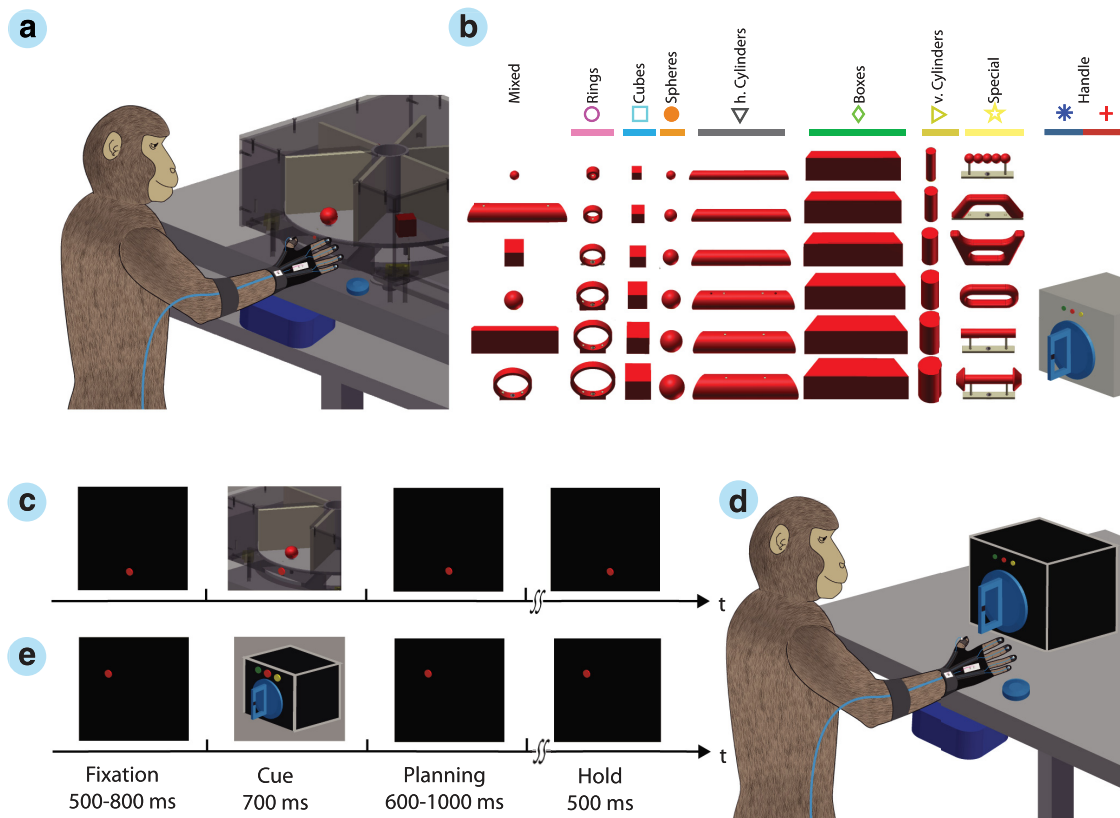 a
b
Mixed
Rings
Cubes
Spheres
h. Cylinders
Boxes
v. Cylinders
Special
Handle
c
t
d
e
t
Fixation
500-800 ms
Cue
700 ms
Planning
600-1000 ms
Hold
500 ms